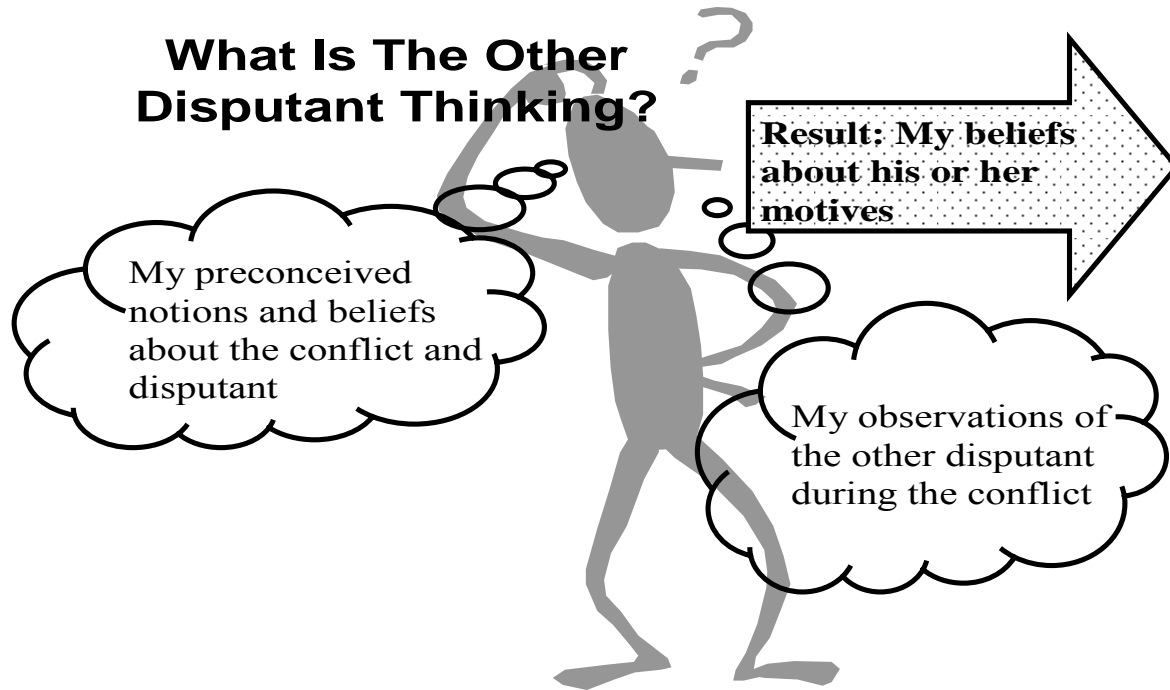 What Is The Other
Disputant Thinking?
Result: My beliefs
about his or her
motives
My preconceived
notions and beliefs
about the conflict and
disputant
My observations of
the other disputant
during the conflict
?